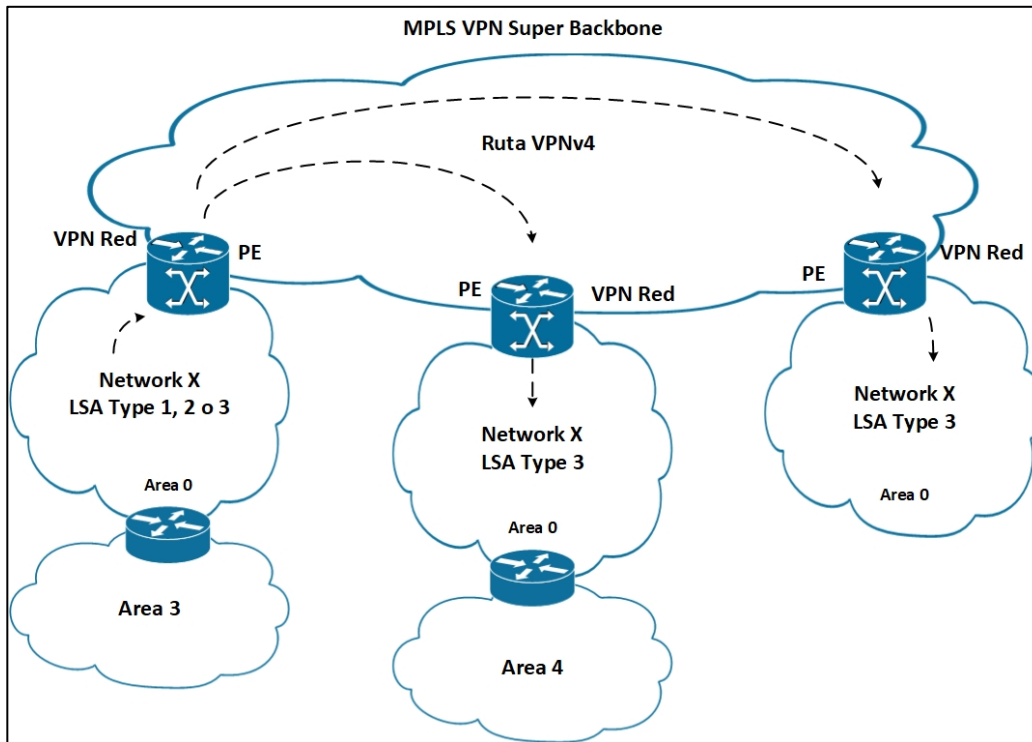 MPLS VPN Super Backbone
Ruta VPNv4
VPN Red
PE
PE
VPN Red
PE
VPN Red
Network X
LSA Type 1, 2 o 3
Area 0
Area 3
Network X
LSA Type 3
Area 0
Area 4
Network X
LSA Type 3
Area 0